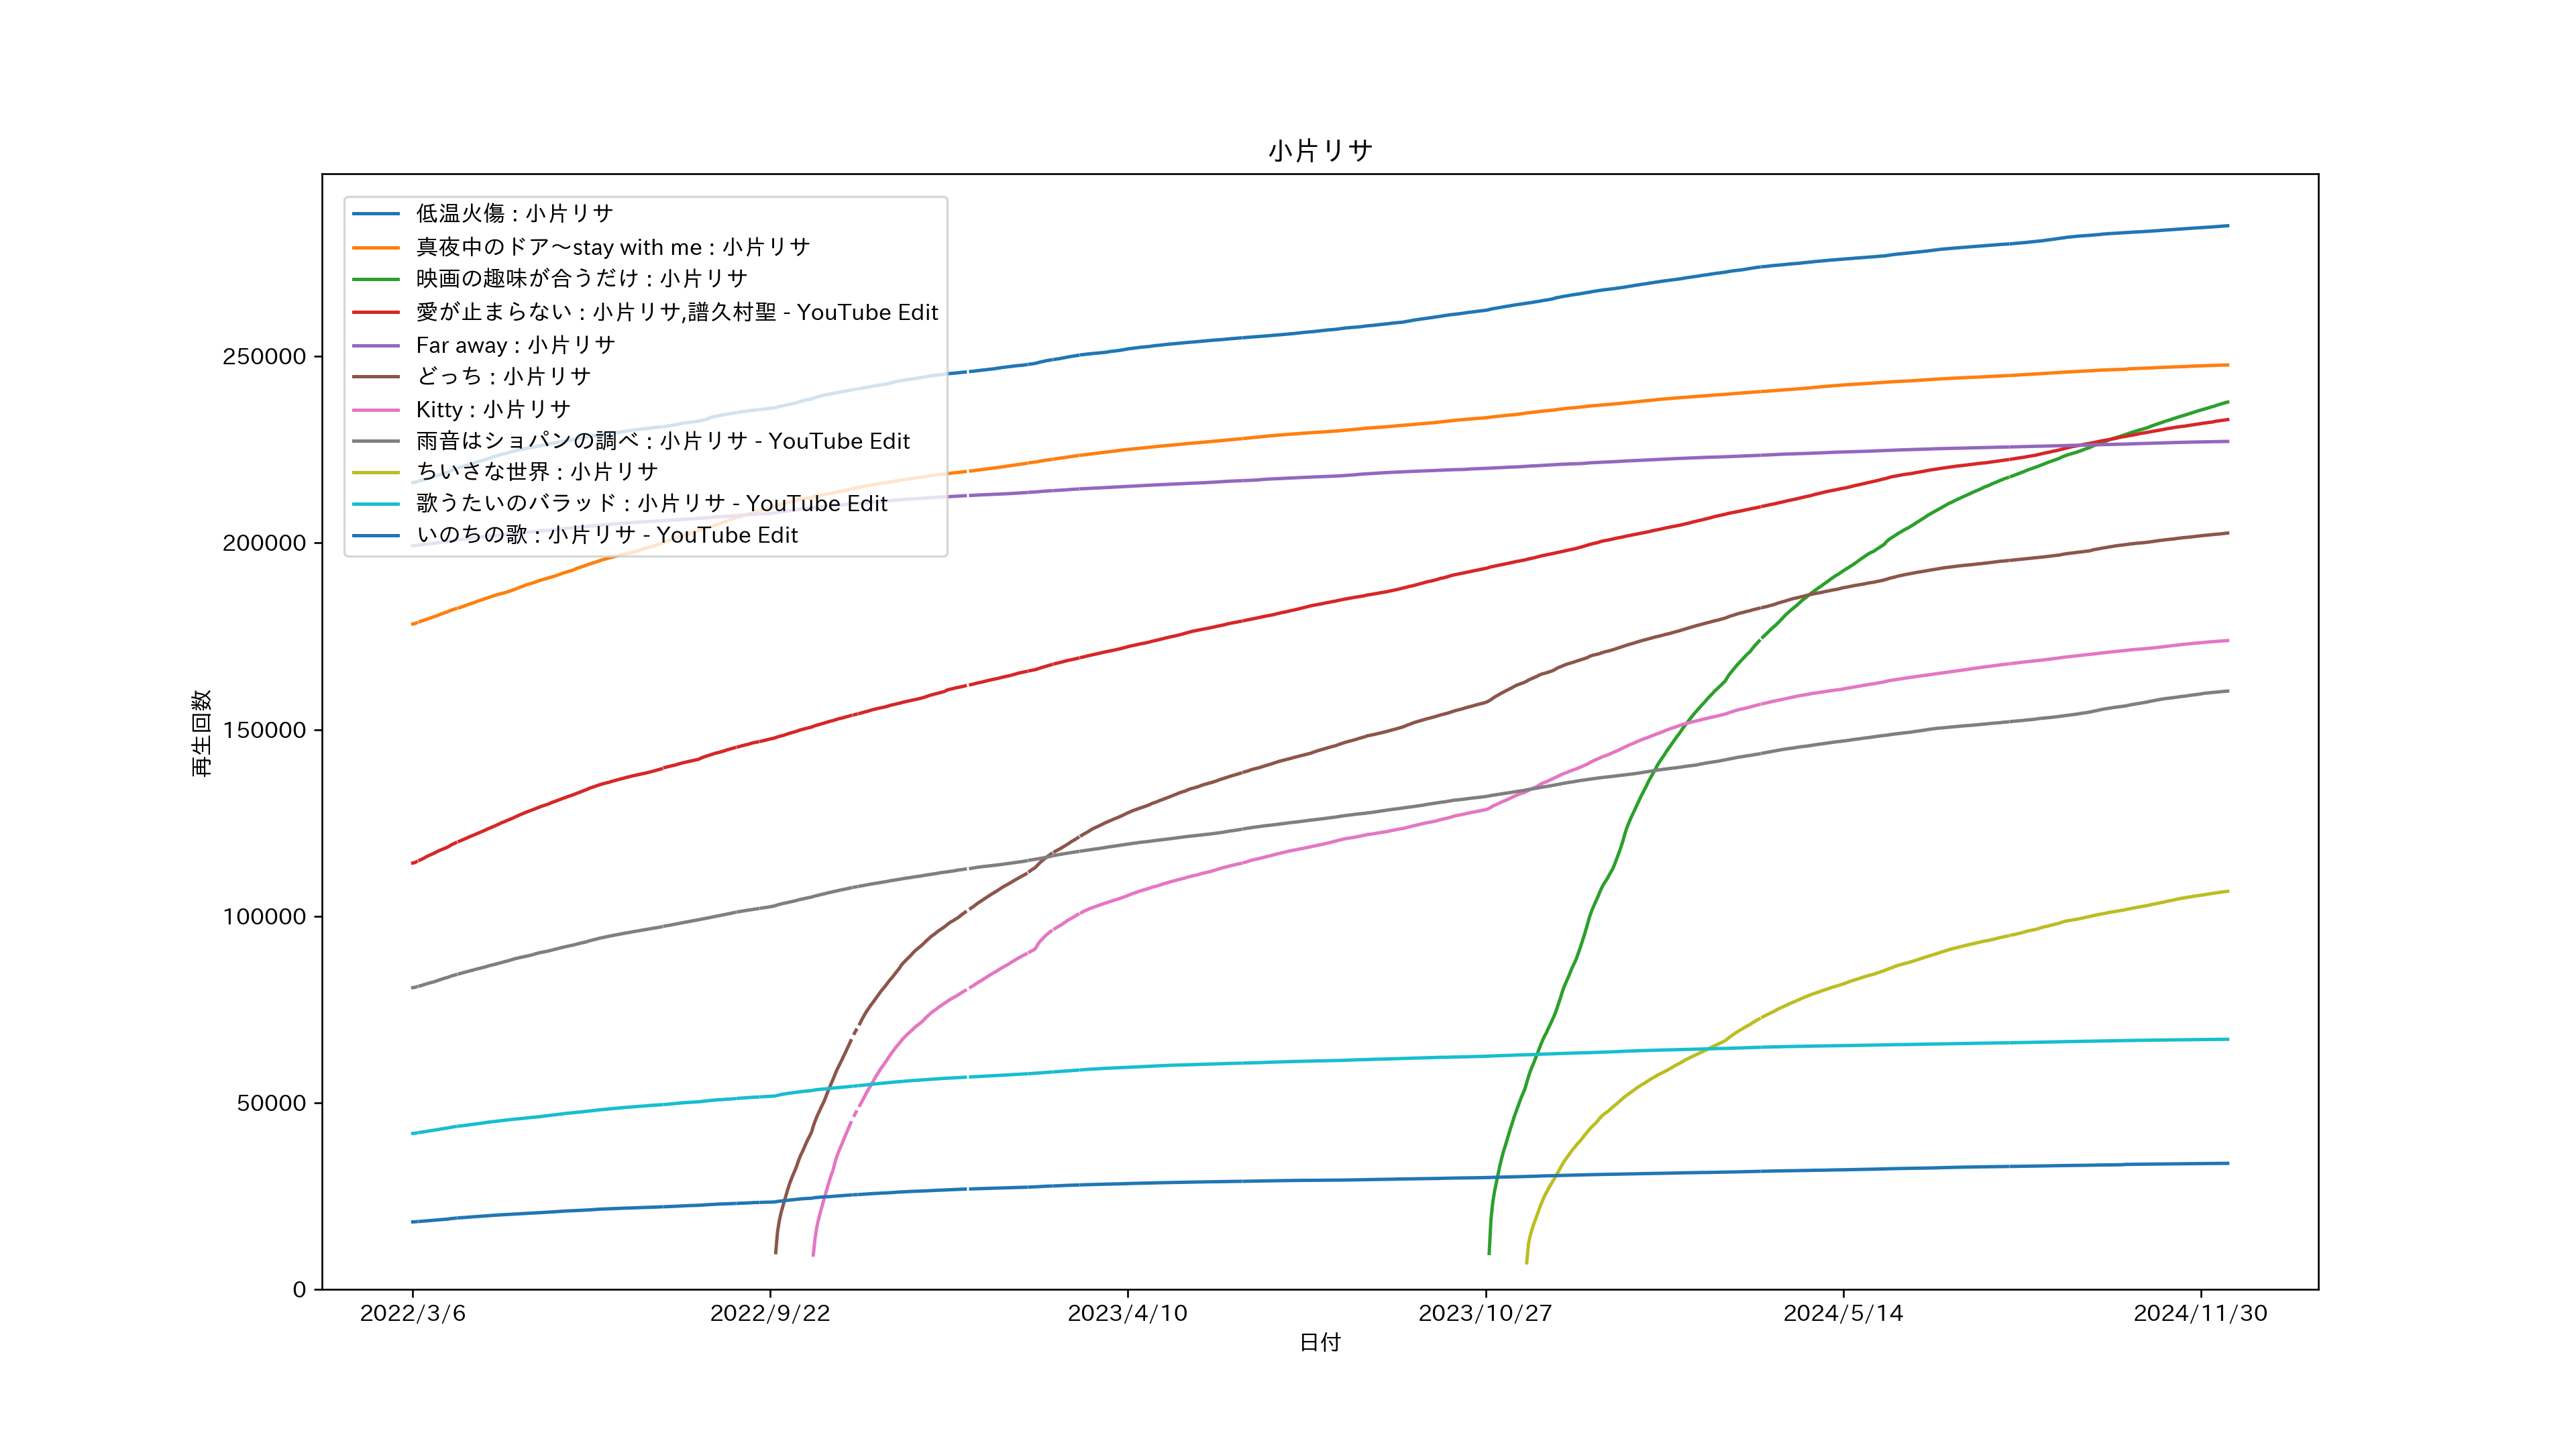 小片リサ
低温火傷 : 小片リサ
真夜中のドア〜stay with me : 小片リサ
映画の趣味が合うだけ : 小片リサ
愛が止まらない : 小片リサ,譜久村聖 - YouTube Edit
Far away : 小片リサ
どっち : 小片リサ
Kitty : 小片リサ
雨音はショパンの調べ : 小片リサ - YouTube Edit
ちいさな世界 : 小片リサ
歌うたいのバラッド : 小片リサ - YouTube Edit
いのちの歌 : 小片リサ - YouTube Edit
250000
200000
150000
100000
50000
0
再生回数
2022/3/6
2022/9/22
2023/4/10
2023/10/27
2024/5/14
2024/11/30
日付